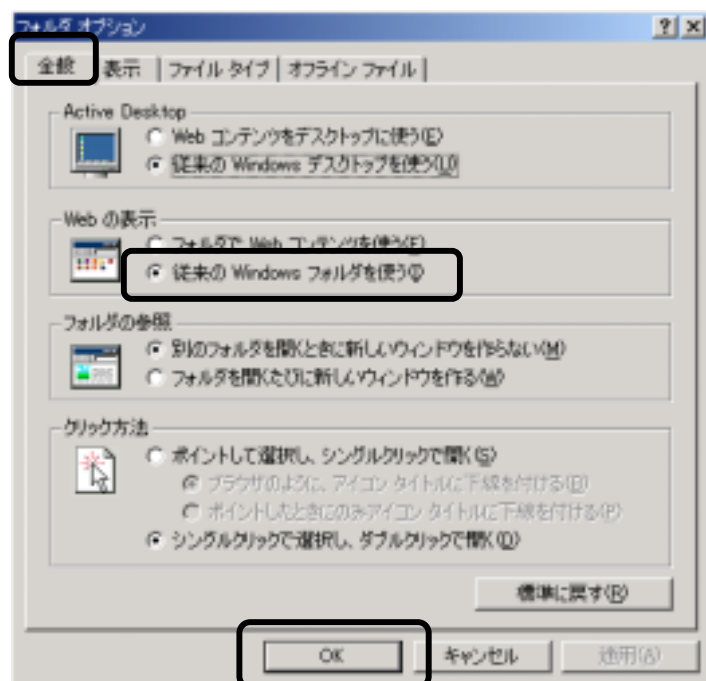 フォルダ オプション
全般 表示 ファイル タイプ オフライン ファイル
Active Desktop
Web コンテンツをデスクトップに使う(E)
従来の Windows デスクトップを使う(U)
Web の表示
フォルダで Web コンテンツを使う(F)
従来の Windows フォルダを使う(I)
フォルダの参照
別のフォルダを開くときに新しいウィンドウを作らない(M)
フォルダを開くたびに新しいウィンドウを作る(W)
クリック方法
ポイントして選択し、シングルクリックで開く(S)
ブラウザのように、アイコン タイトルに下線を付ける(B)
ポイントしたときにのみアイコン タイトルに下線を付ける(P)
シングルクリックで選択し、ダブルクリックで開く(D)
標準に戻す(R)
OK キャンセル 適用(A)